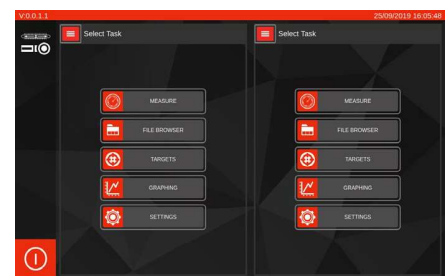 V:0.0.1.1
25/09/2019 16:05:48
Select Task
MEASURE
FILE BROWSER
TARGETS
GRAPHING
SETTINGS
Select Task
MEASURE
FILE BROWSER
TARGETS
GRAPHING
SETTINGS